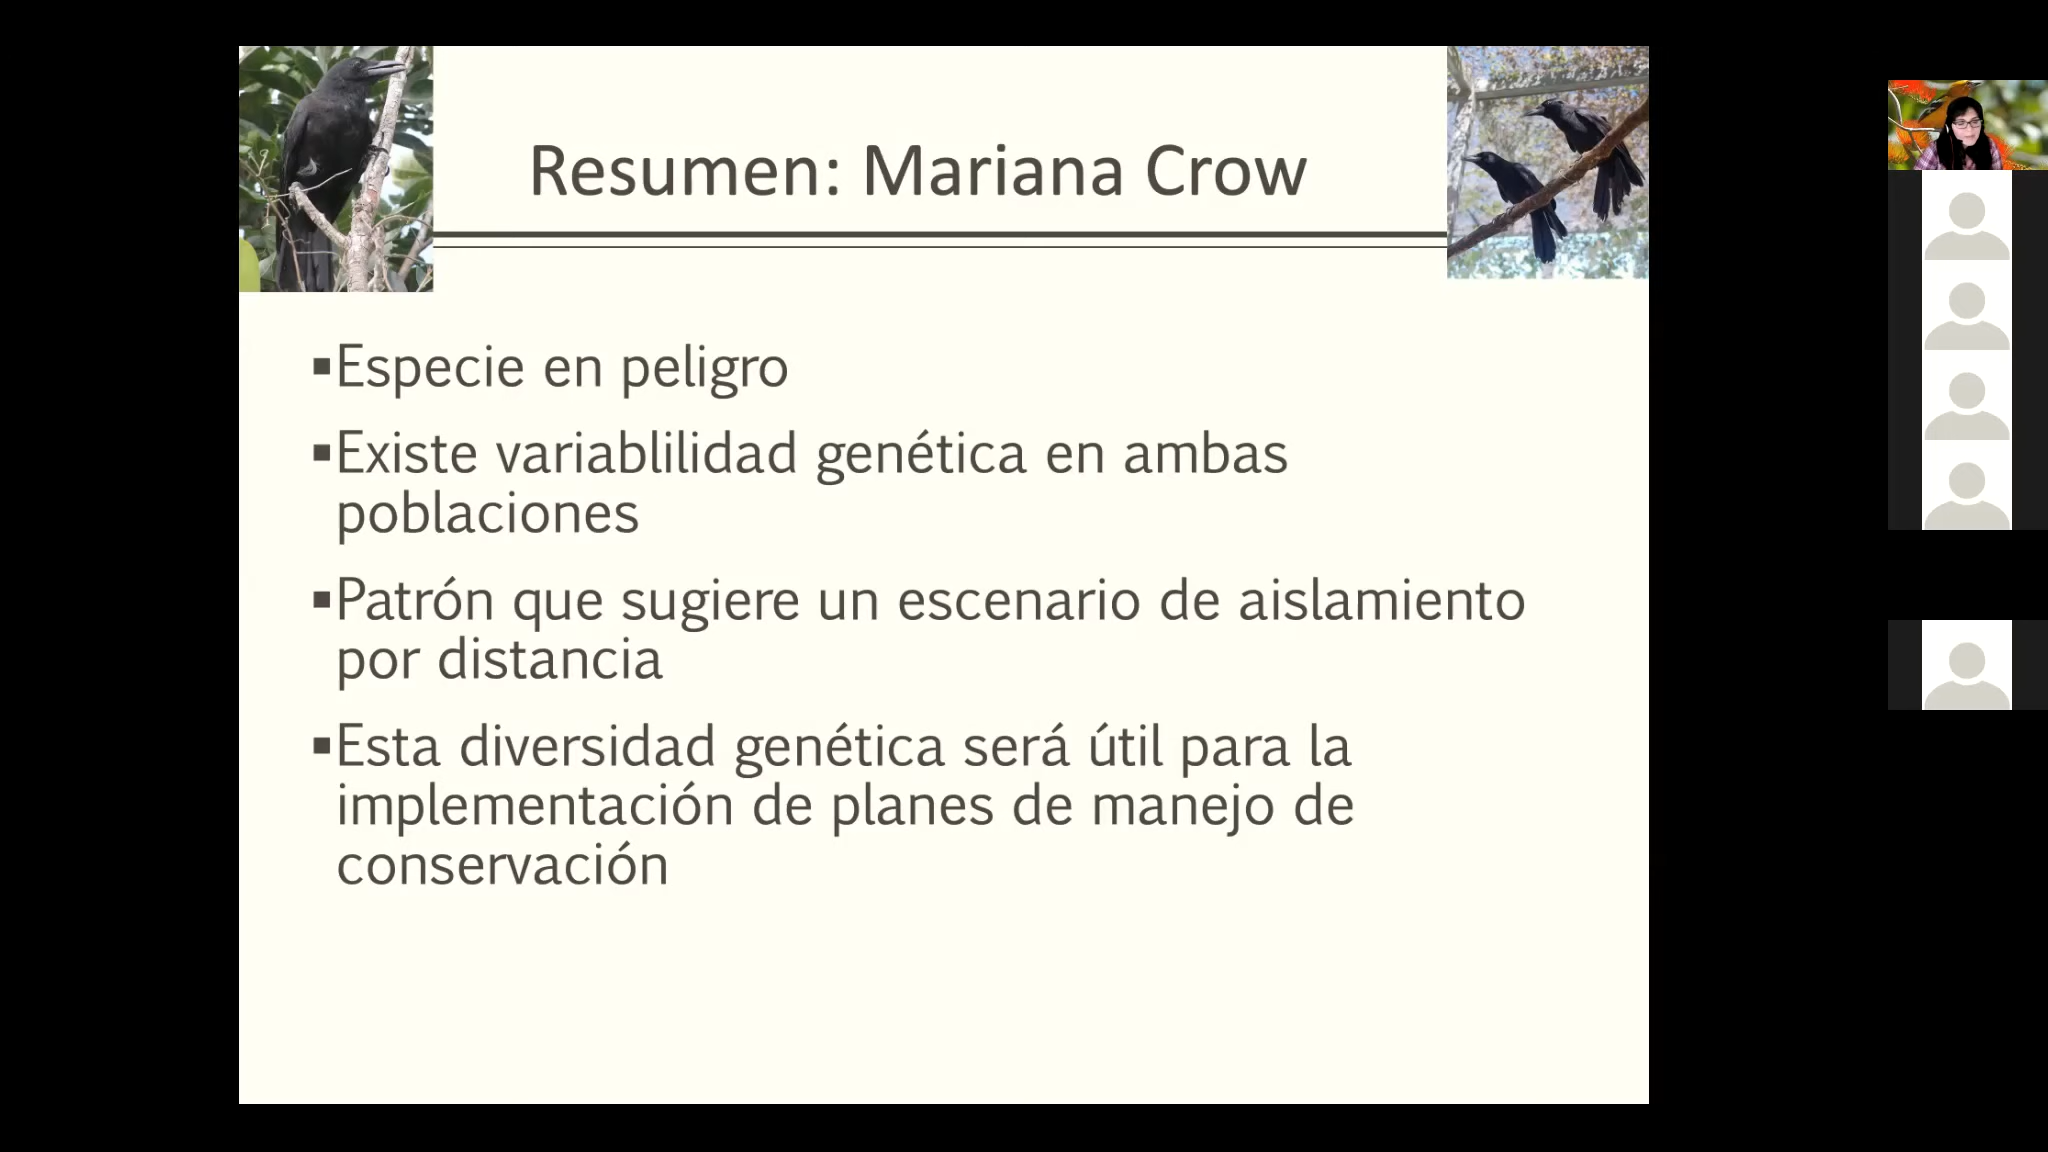 Resumen: Mariana Crow
▪Especie en peligro
▪Existe variablilidad genética en ambas
poblaciones
▪Patrón que sugiere un escenario de aislamiento
por distancia
▪Esta diversidad genética será útil para la
implementación de planes de manejo de
conservación